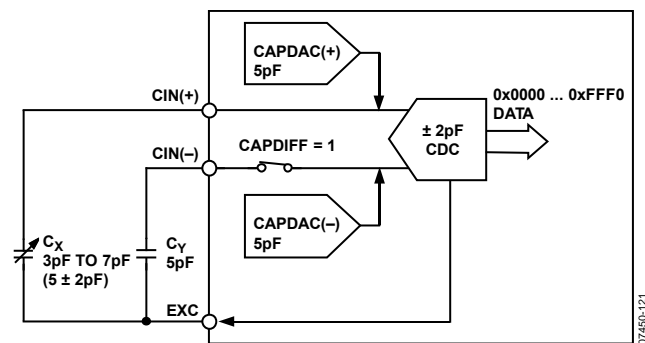 CAPDAC(+)
5pF
CIN(+)
0x0000 ... 0xFFF0
DATA
± 2pF
CDC
CIN(–)
CAPDIFF = 1
CAPDAC(–)
5pF
CX
3pF TO 7pF
(5 ± 2pF)
CY
5pF
EXC
07450-121